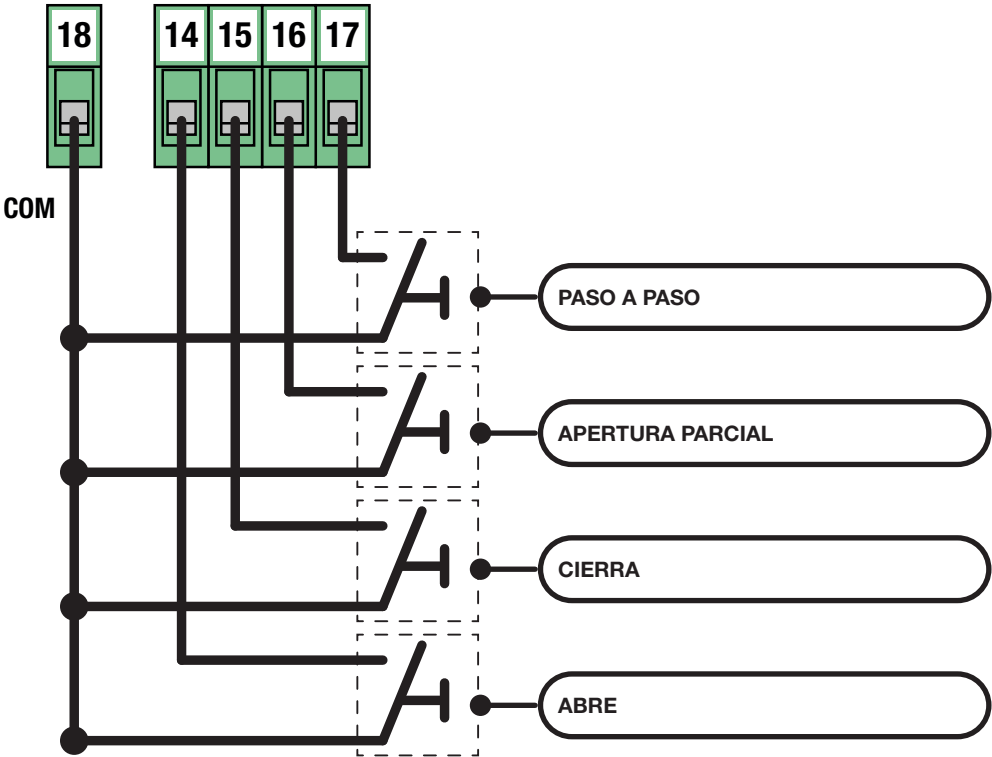 18 14 15 16 17
COM
PASO A PASO
APERTURA PARCIAL
CIERRA
ABRE